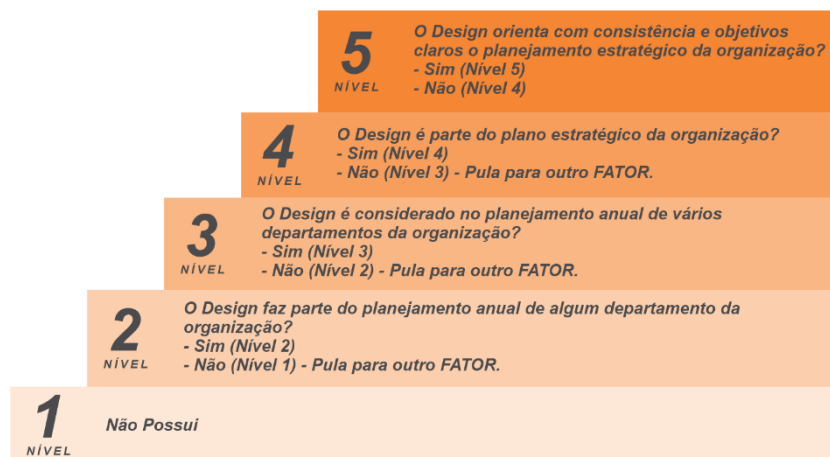 5
NÍVEL
O Design orienta com consistência e objetivos
claros o planejamento estratégico da organização?
- Sim (Nível 5)
- Não (Nível 4)
4
NÍVEL
O Design é parte do plano estratégico da organização?
- Sim (Nível 4)
- Não (Nível 3) - Pula para outro FATOR.
3
NÍVEL
O Design é considerado no planejamento anual de vários
departamentos da organização?
- Sim (Nível 3)
- Não (Nível 2) - Pula para outro FATOR.
2
NÍVEL
O Design faz parte do planejamento anual de algum departamento da
organização?
- Sim (Nível 2)
- Não (Nível 1) - Pula para outro FATOR.
1
NÍVEL
Não Possui